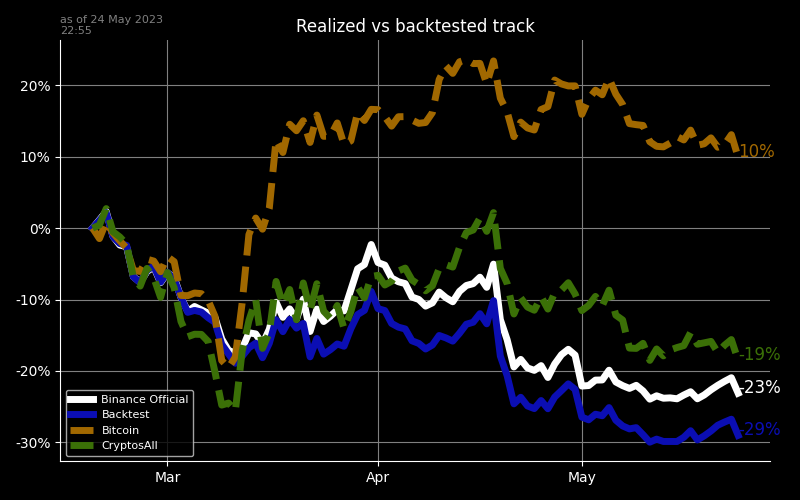 as of 24 May 2023
22:55
Realized vs backtested track
20%
10%
0%
-10%
-20%
-30%
10%
-19%
-23%
-29%
Binance Official
Backtest
Bitcoin
CryptosAll
Mar
Apr
May